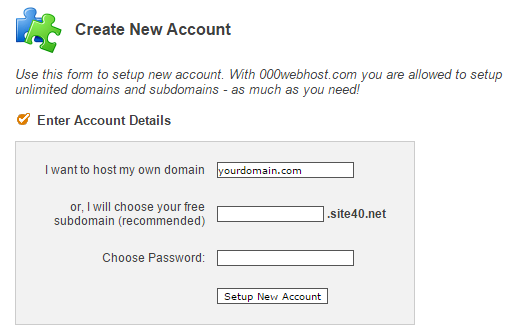 Create New Account
Use this form to setup new account. With 000webhost.com you are allowed to setup
unlimited domains and subdomains - as much as you need!
Enter Account Details
I want to host my own domain yourdomain.com
or, I will choose your free
subdomain (recommended) .site40.net
Choose Password:
Setup New Account